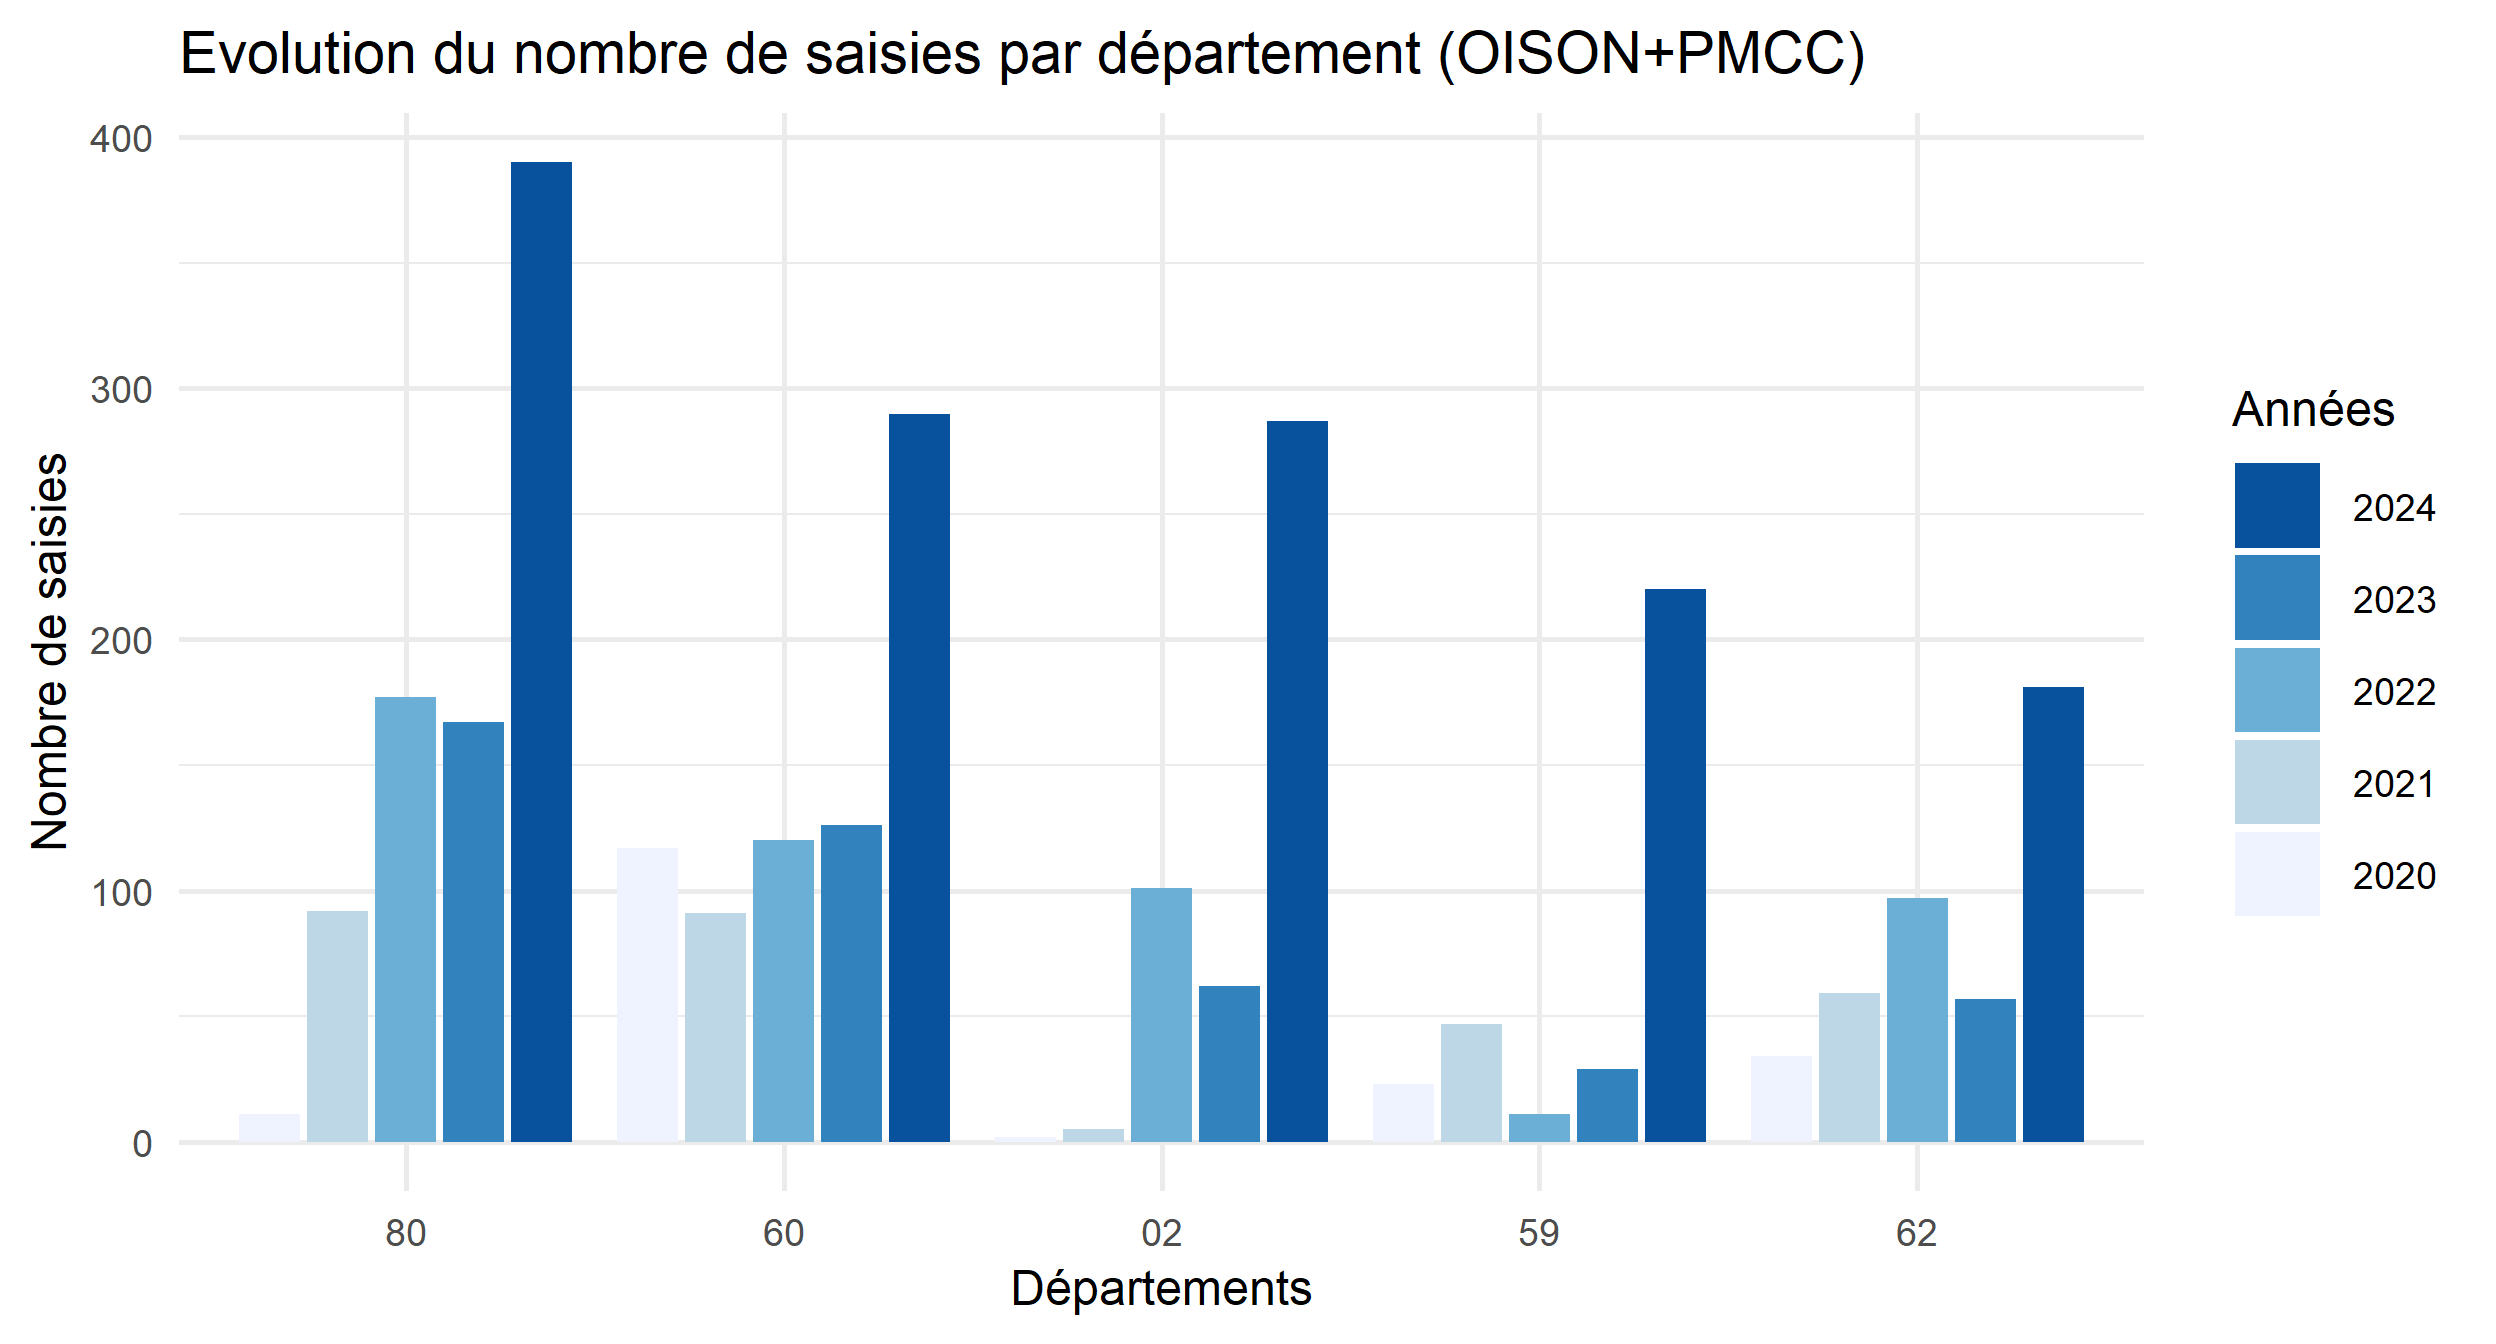 Evolution du nombre de saisies par département (OISON+PMCC)
Nombre de saisies
400
300
200
100
0
80 60 02 59 62
Départements
Années
2024
2023
2022
2021
2020